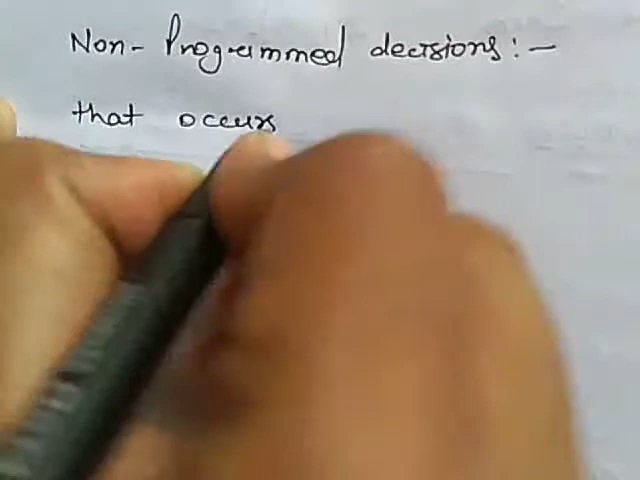 Non- Programmed decisions : -
that occurs